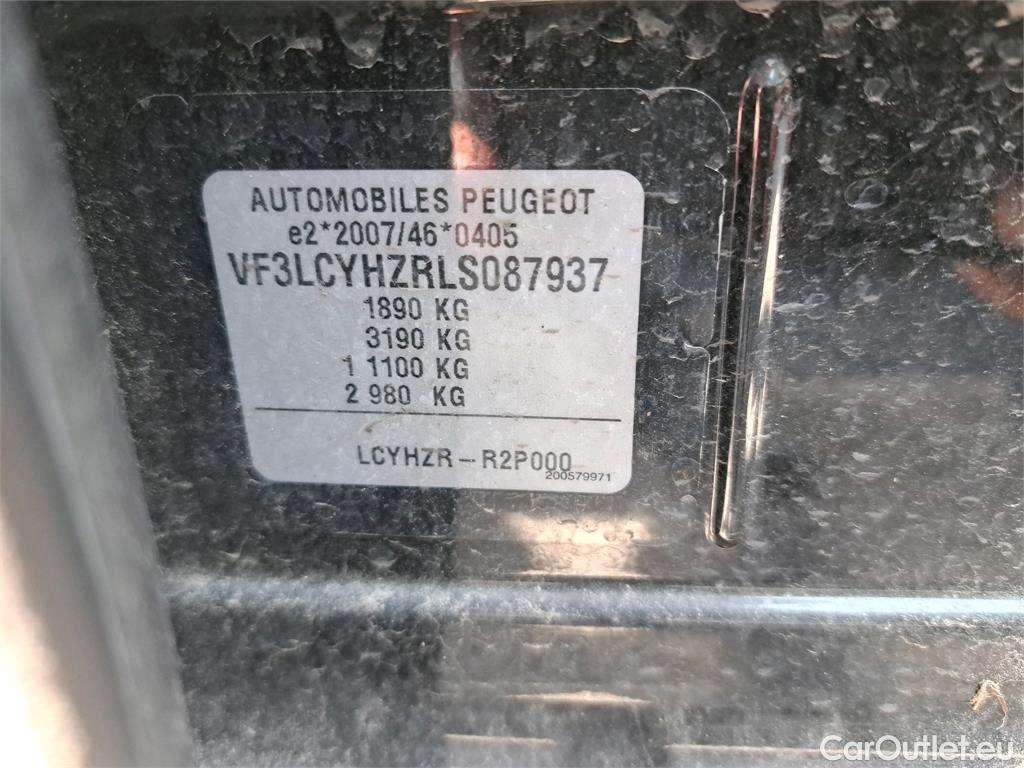 AUTOMOBILES PEUGEOT
e2*2007/46*0405
VF3LCYHZRLS087937
1890 KG
3190 KG
1 1100 KG
2 980 KG
LCYHZR – R2P000
200579971
CarOutlet.eu